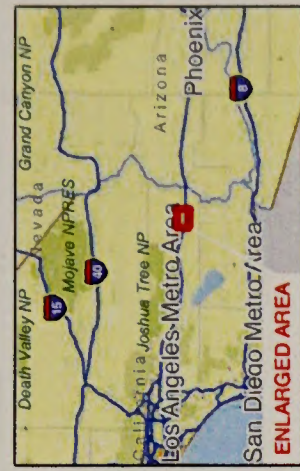 Death Valley NP
Grand Canyon NP
Nevada
15
Mojave NPRES
40
Arizona
California
Joshua Tree NP
Los Angeles Metro Area
Phoenix
8
San Diego Metro Area
ENLARGED AREA